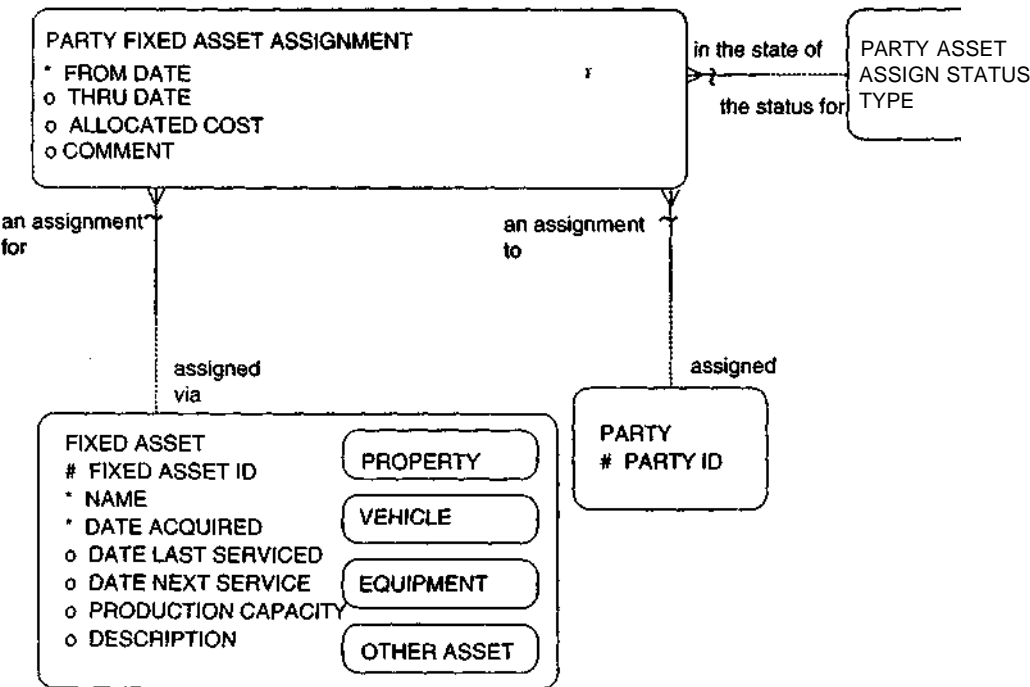 PARTY FIXED ASSET ASSIGNMENT
* FROM DATE
o THRU DATE
o ALLOCATED COST
o COMMENT
in the state of
the status for
PARTY ASSET
ASSIGN STATUS
TYPE
an assignment
for
an assignment
to
assigned
via
assigned
FIXED ASSET
# FIXED ASSET ID
* NAME
* DATE ACQUIRED
o DATE LAST SERVICED
o DATE NEXT SERVICE
o PRODUCTION CAPACITY
o DESCRIPTION
PROPERTY
VEHICLE
EQUIPMENT
OTHER ASSET
PARTY
# PARTY ID